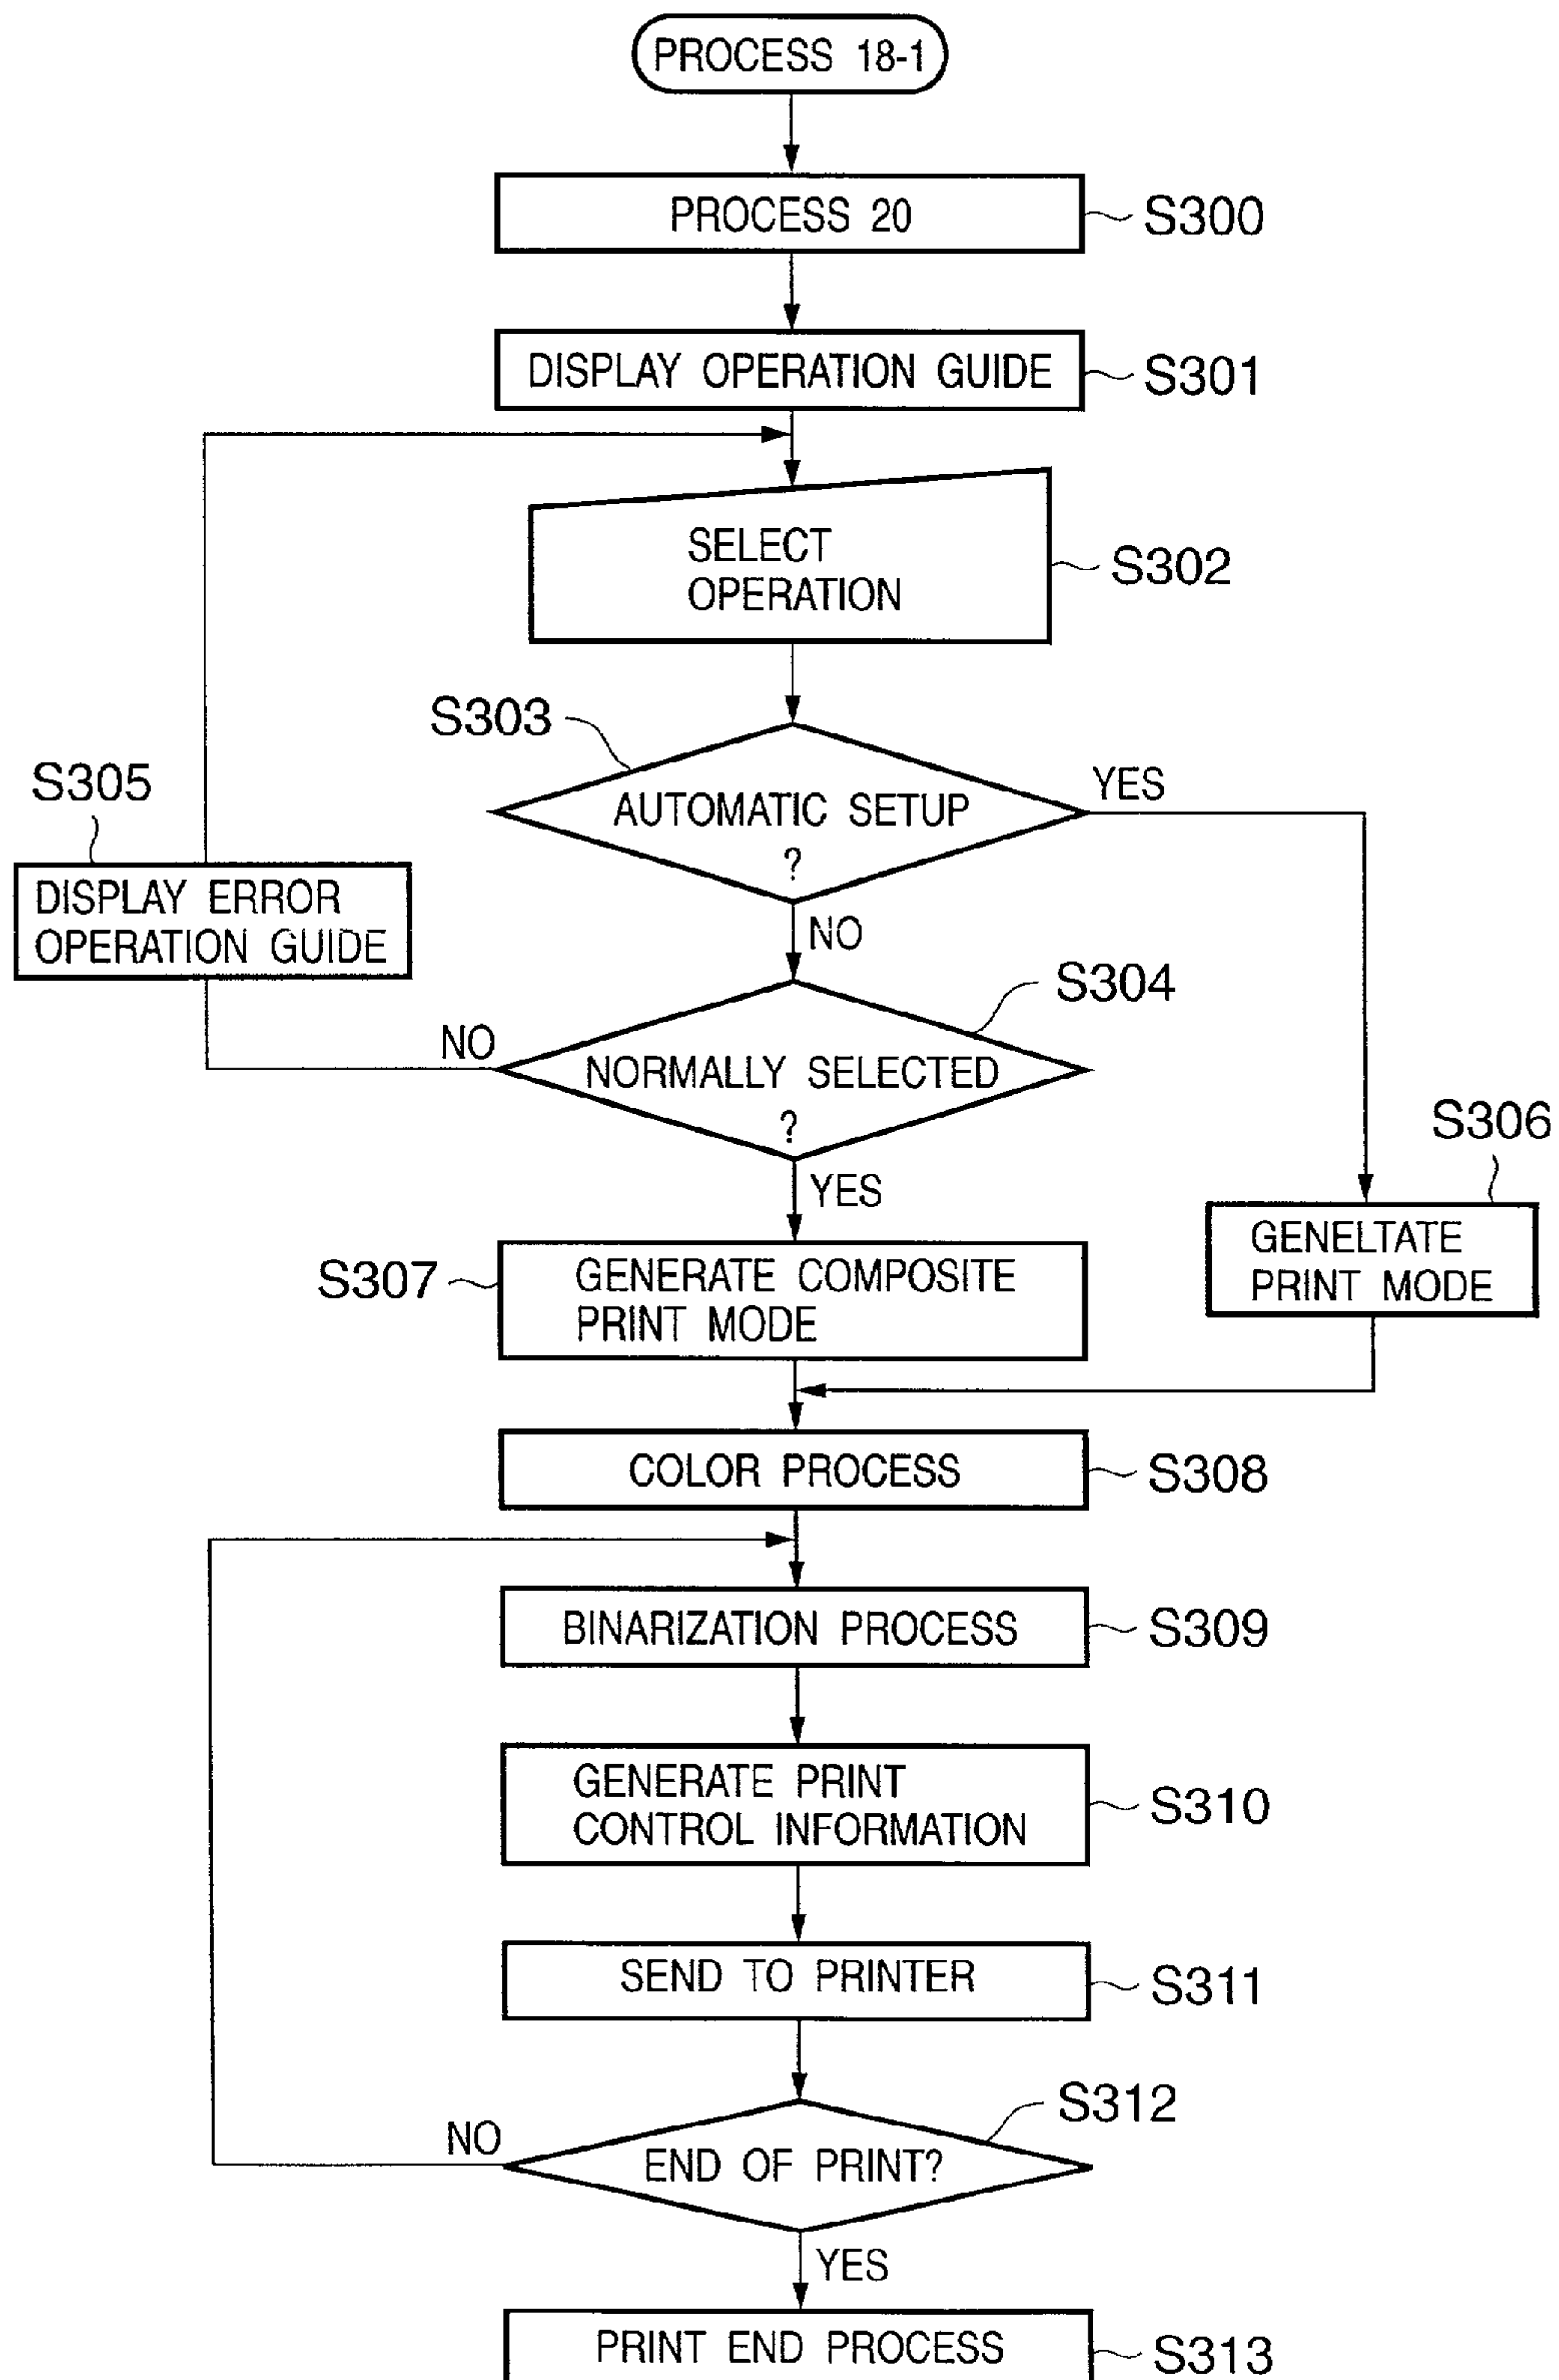 PROCESS 18-1
PROCESS 20
S300
DISPLAY OPERATION GUIDE
S301
SELECT
OPERATION
S302
S303
AUTOMATIC SETUP
?
YES
S305
DISPLAY ERROR
OPERATION GUIDE
NO
S304
NO
NORMALLY SELECTED
?
YES
S306
GENELTATE
PRINT MODE
S307
GENERATE COMPOSITE
PRINT MODE
COLOR PROCESS
S308
BINARIZATION PROCESS
S309
GENERATE PRINT
CONTROL INFORMATION
S310
SEND TO PRINTER
S311
S312
NO
END OF PRINT?
YES
PRINT END PROCESS
S313